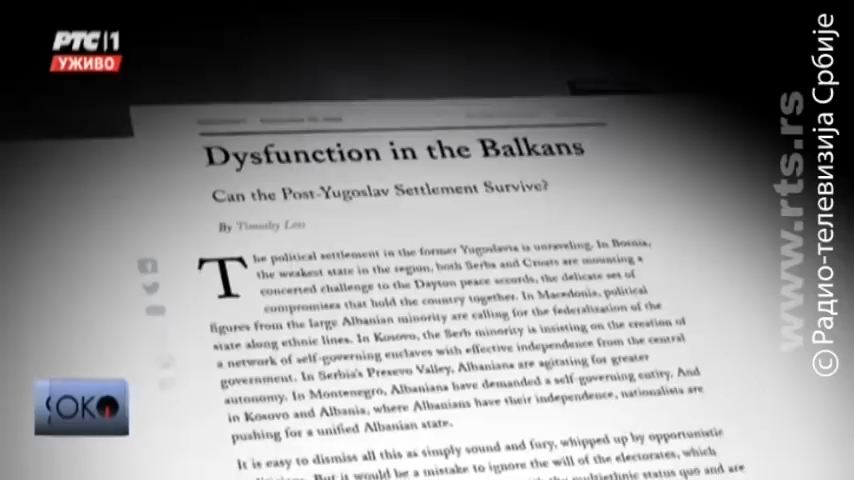 РТС 1
УЖИВО
Dysfunction in the Balkans
Can the Post-Yugoslav Settlement Survive?
By Timothy Less
The political settlement in the former Yugoslavia is unraveling. In Bosnia,
the weakest state in the region, both Serbs and Croats are mounting a
concerted challenge to the Dayton peace accords, the delicate set of
compromises that hold the country together. In Macedonia, political
figures from the large Albanian minority are calling for the federalization of the
state along ethnic lines. In Kosovo, the Serb minority is insisting on the creation of
a network of self-governing enclaves with effective independence from the central
government. In Serbia's Presevo Valley, Albanians are agitating for greater
autonomy. In Montenegro, Albanians have demanded a self-governing entity. And
in Kosovo and Albania, where Albanians have their independence, nationalists are
pushing for a unified Albanian state.
It is easy to dismiss all this as simply sound and fury, whipped up by opportunistic
But it would be a mistake to ignore the will of the electorates, which
the multiethnic status quo and are
OKO
www.rts.rs
© Радио-телевизија Србије